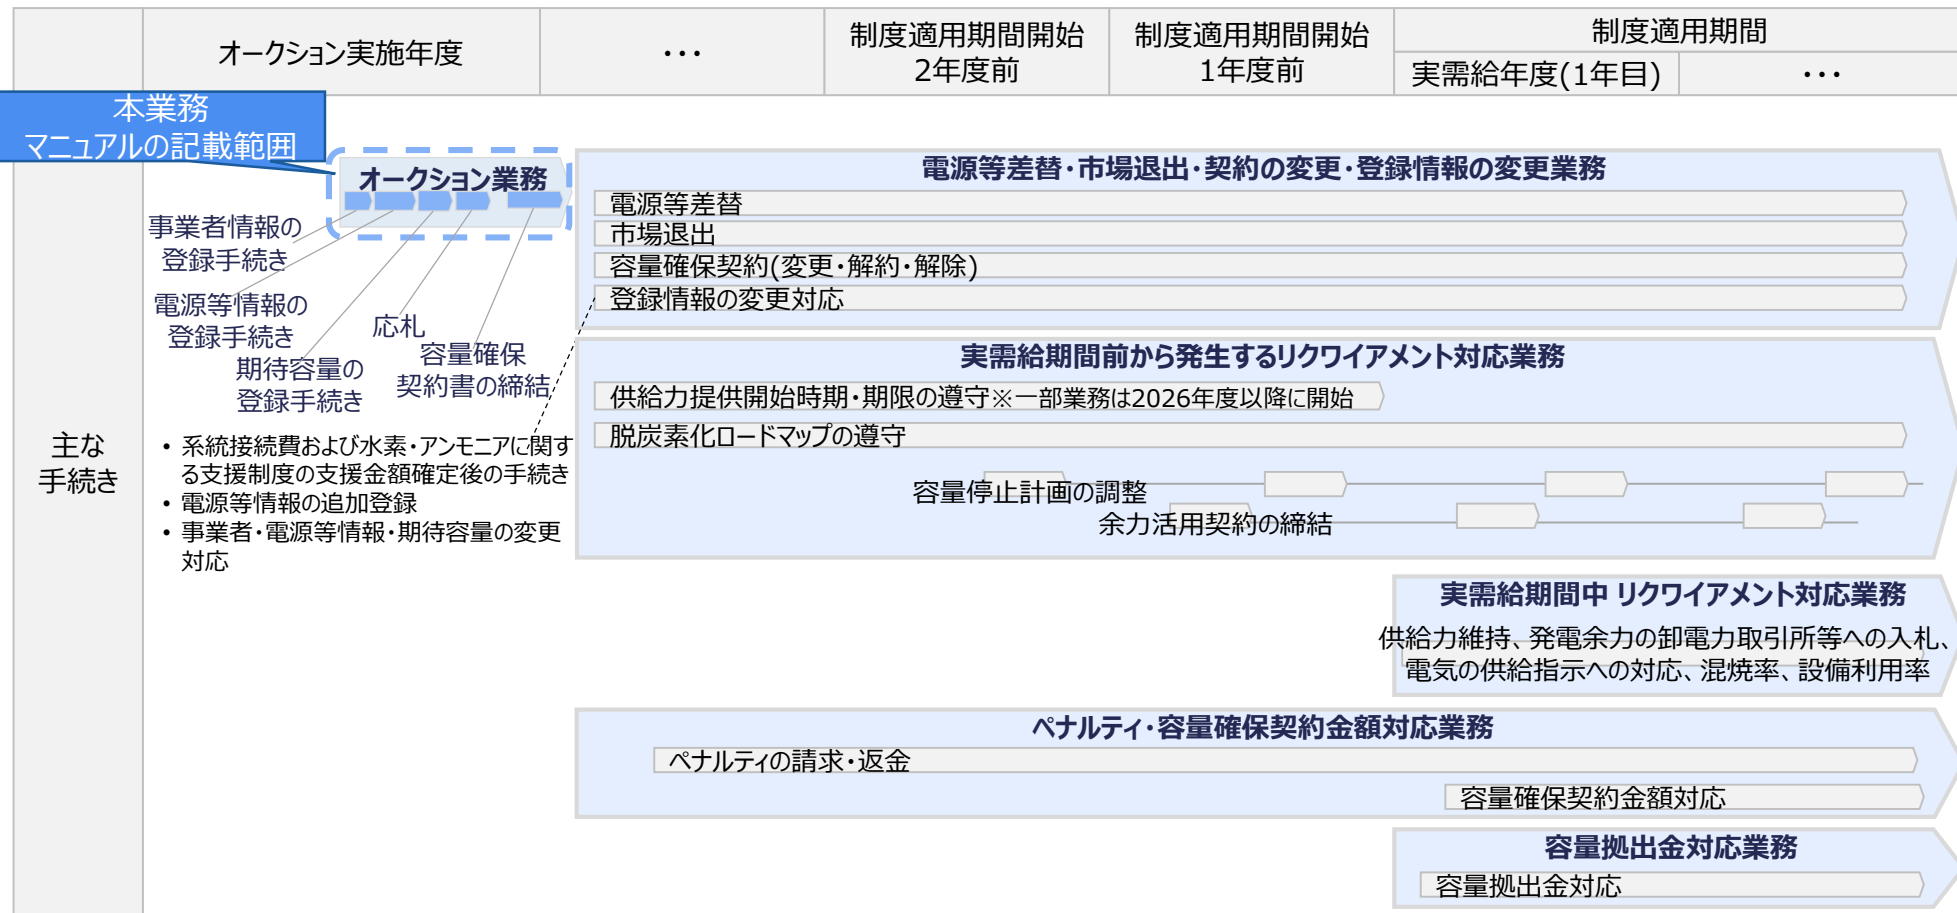 オークション実施年度
・・・
制度適用期間開始
2年度前
制度適用期間開始
1年度前
制度適用期間
実需給年度(1年目)
・・・
本業務
マニュアルの記載範囲
主な
手続き
オークション業務
事業者情報の
登録手続き
電源等情報の
登録手続き
期待容量の
登録手続き
応札
容量確保
契約書の締結
• 系統接続費および水素・アンモニアに関す
る支援制度の支援金額確定後の手続き
• 電源等情報の追加登録
• 事業者・電源等情報・期待容量の変更
対応
電源等差替・市場退出・契約の変更・登録情報の変更業務
電源等差替
市場退出
容量確保契約(変更・解約・解除)
登録情報の変更対応
実需給期間前から発生するリクワイアメント対応業務
供給力提供開始時期・期限の遵守※一部業務は2026年度以降に開始
脱炭素化ロードマップの遵守
容量停止計画の調整
余力活用契約の締結
実需給期間中 リクワイアメント対応業務
供給力維持、発電余力の卸電力取引所等への入札、
電気の供給指示への対応、混焼率、設備利用率
ペナルティ・容量確保契約金額対応業務
ペナルティの請求・返金
容量確保契約金額対応
容量拠出金対応業務
容量拠出金対応